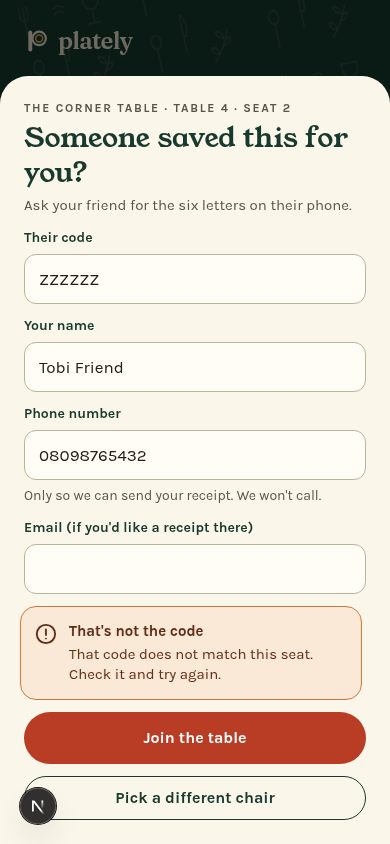 plately
THE CORNER TABLE · TABLE 4 · SEAT 2
Someone saved this for
you?
Ask your friend for the six letters on their phone.
Their code
ZZZZZZ
Your name
Tobi Friend
Phone number
08098765432
Only so we can send your receipt. We won't call.
Email (if you'd like a receipt there)
That's not the code
That code does not match this seat.
Check it and try again.
Join the table
Pick a different chair
N